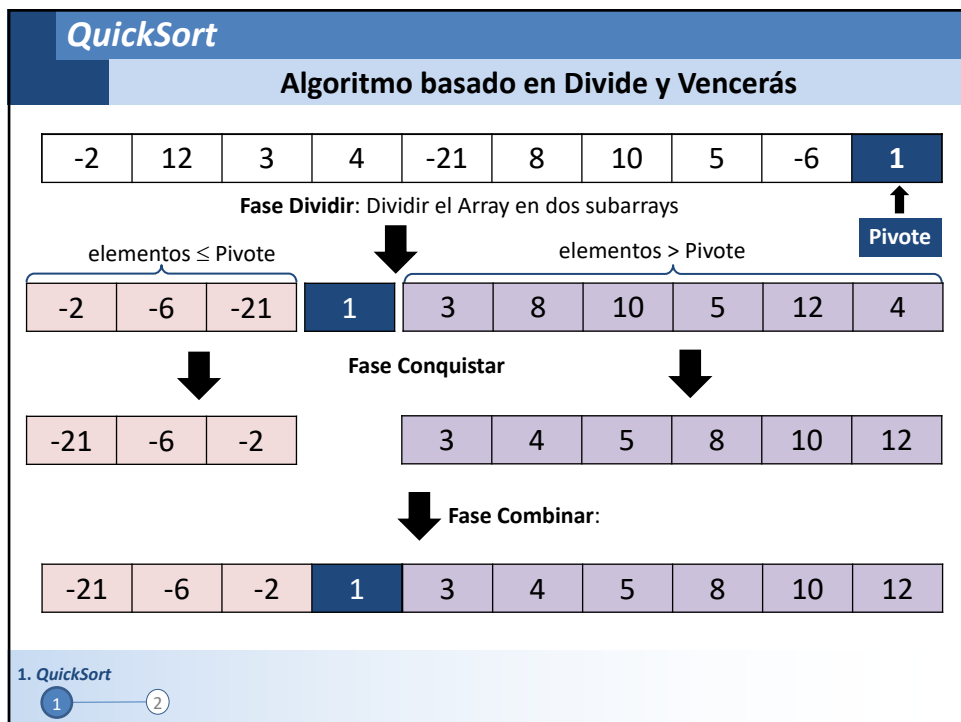 QuickSort
Algoritmo basado en Divide y Vencerás
-2 12 3 4 -21 8 10 5 -6 1
Fase Dividir: Dividir el Array en dos subarrays
Pivote
elementos ≤ Pivote
elementos > Pivote
-2 -6 -21 1 3 8 10 5 12 4
Fase Conquistar
-21 -6 -2 3 4 5 8 10 12
Fase Combinar:
-21 -6 -2 1 3 4 5 8 10 12
1. QuickSort
1 2